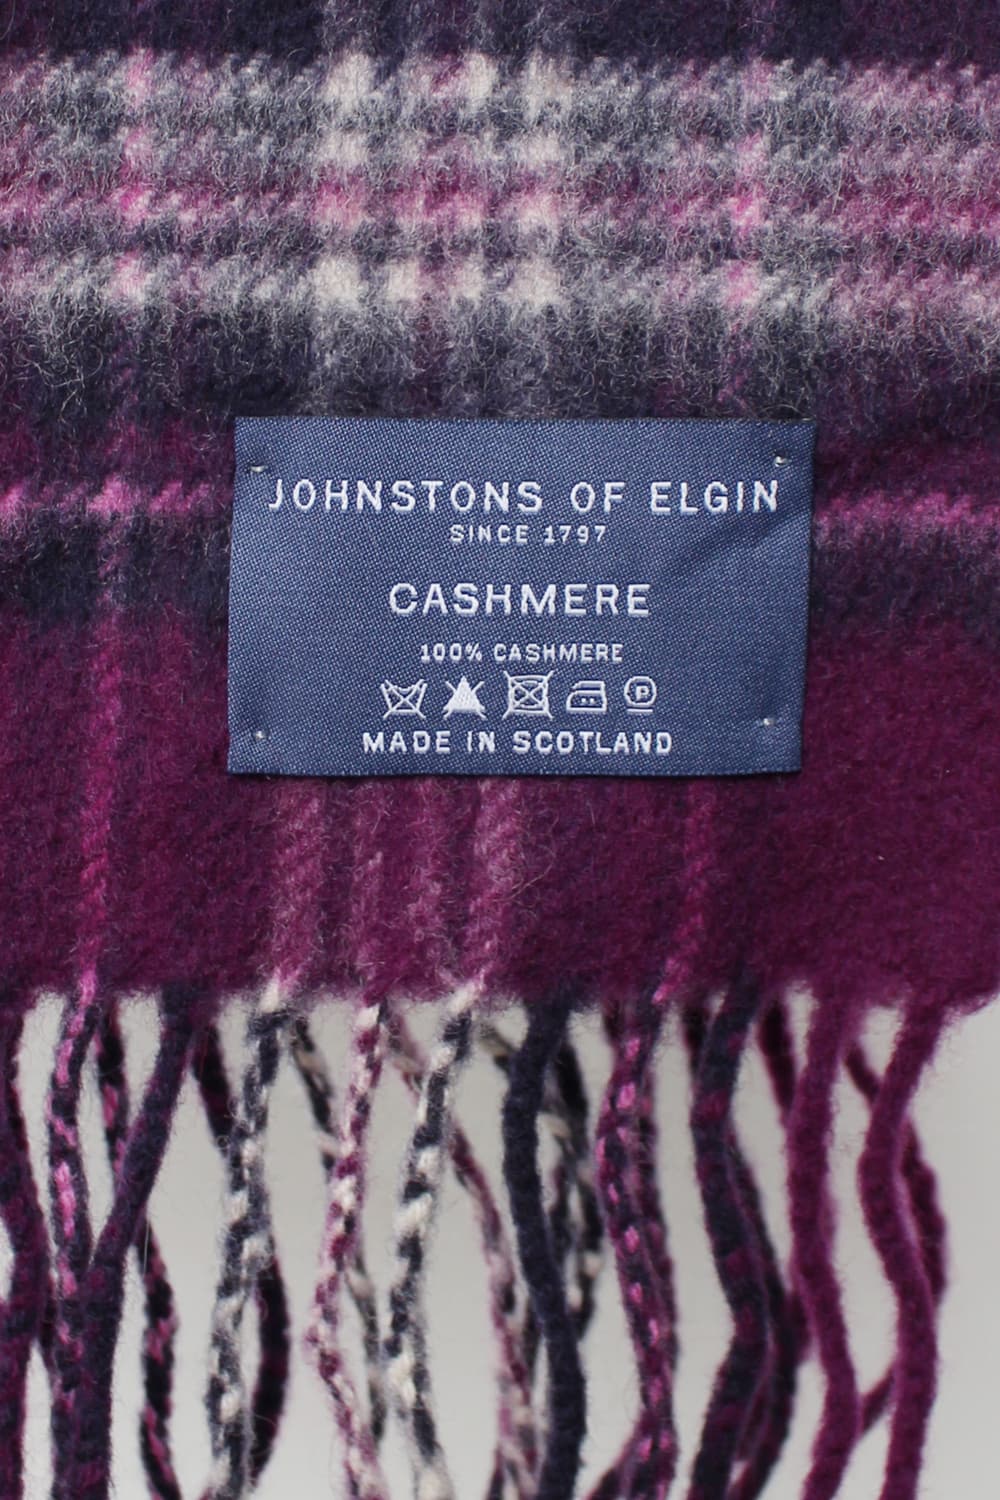 JOHNSTONS OF ELGIN
SINCE 1797
CASHMERE
100% CASHMERE
P
MADE IN SCOTLAND